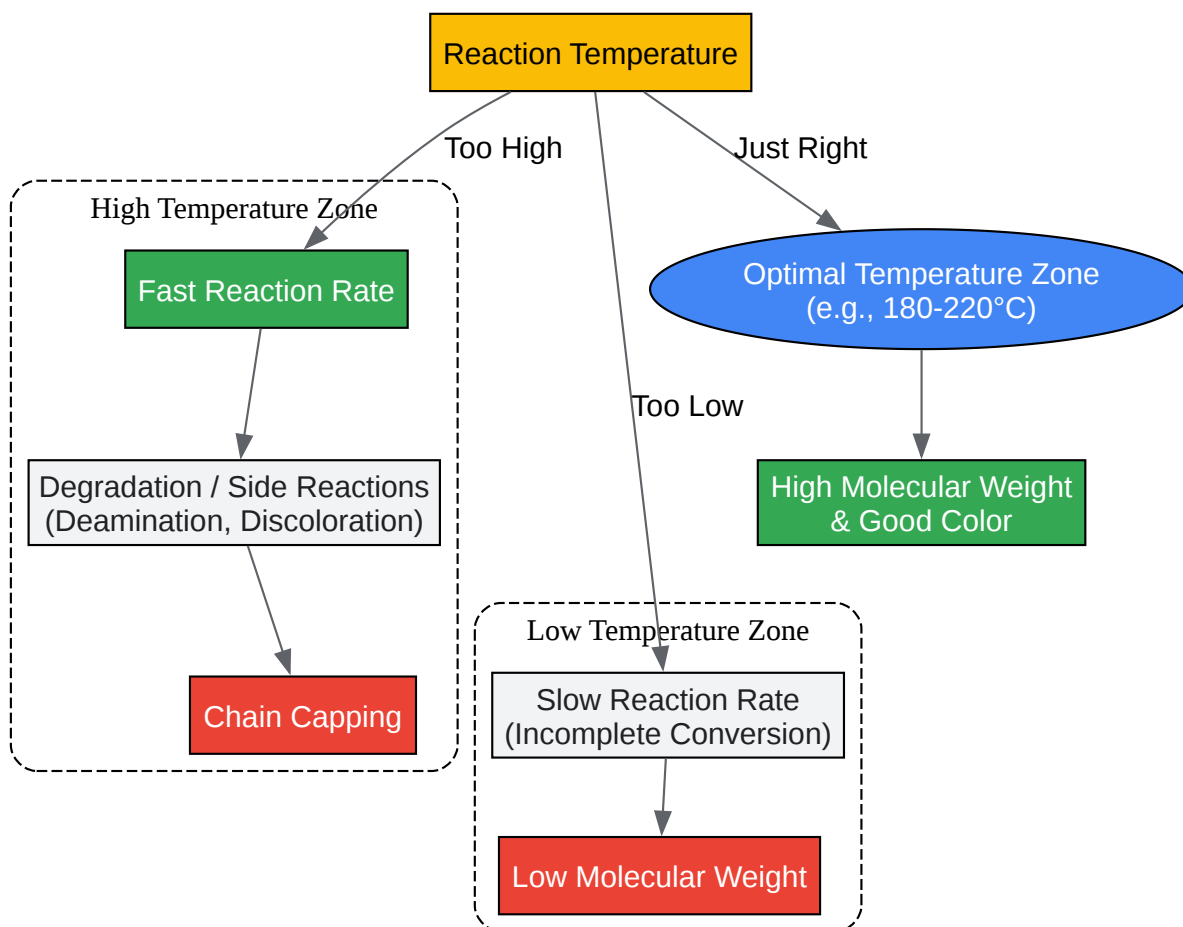 Reaction Temperature
Too High
Just Right
High Temperature Zone
Fast Reaction Rate
Optimal Temperature Zone
(e.g., 180-220°C)
Too Low
Degradation / Side Reactions
(Deamination, Discoloration)
High Molecular Weight
& Good Color
Low Temperature Zone
Chain Capping
Slow Reaction Rate
(Incomplete Conversion)
Low Molecular Weight